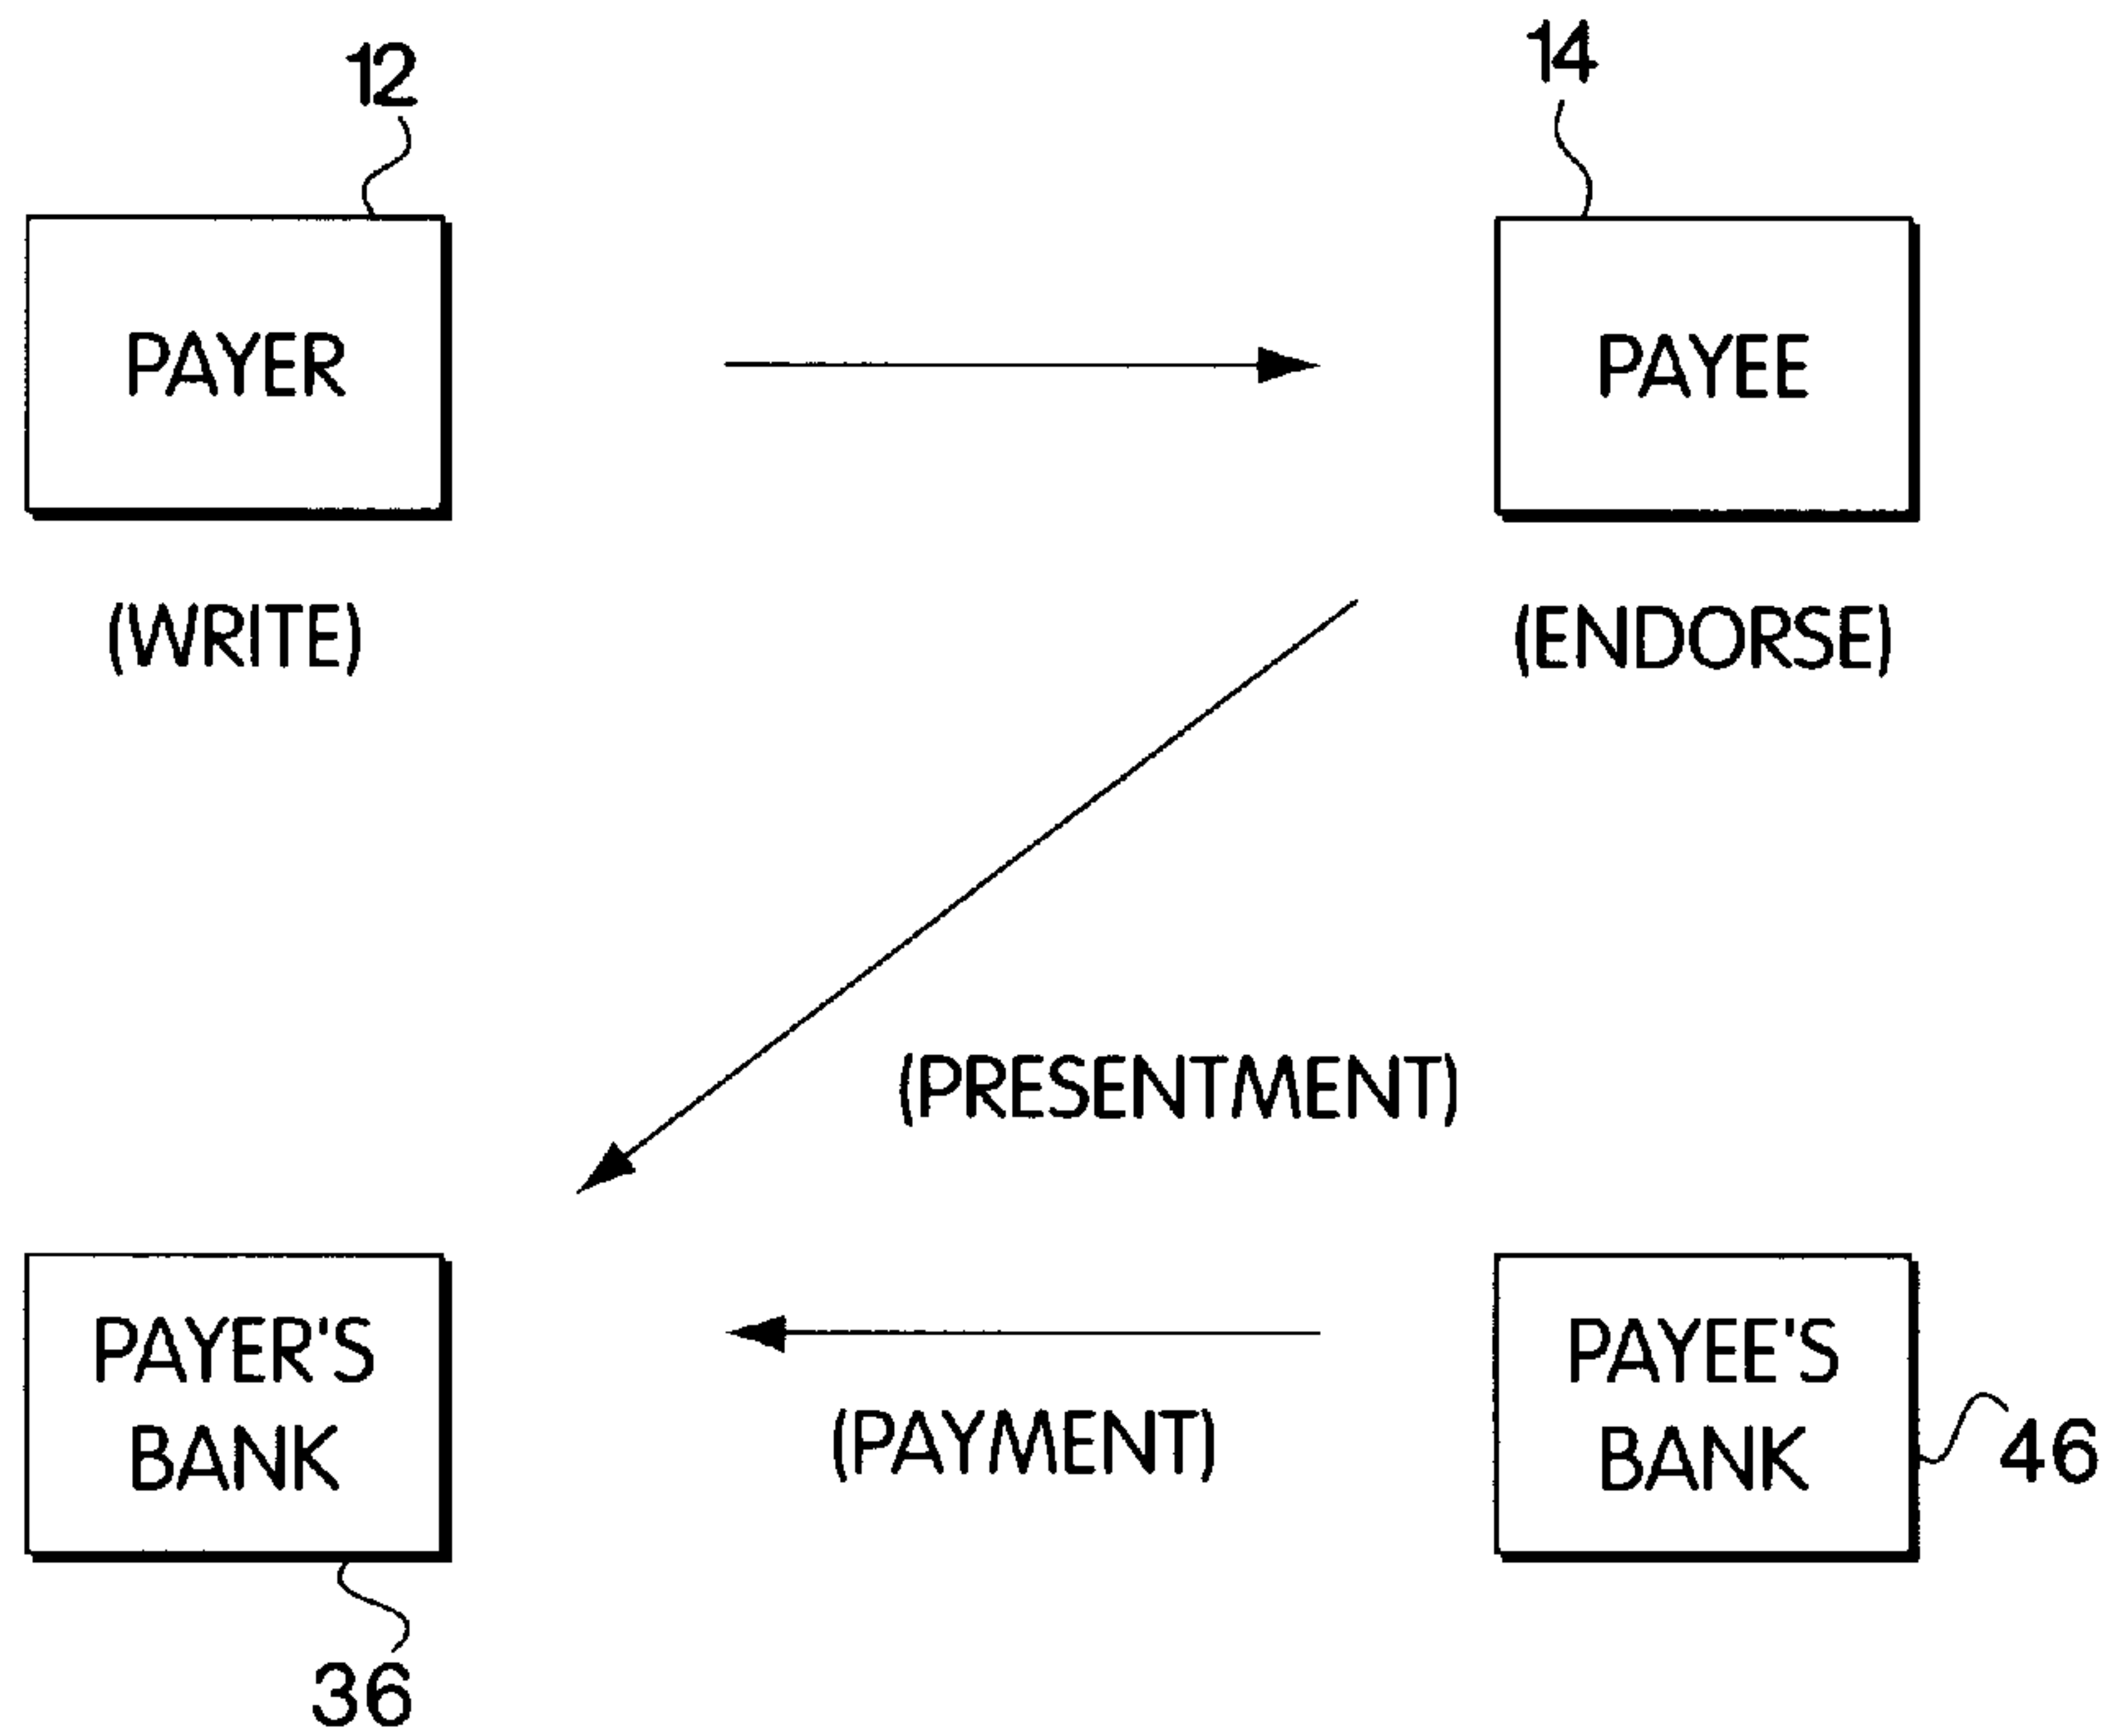 12
14
PAYER
PAYEE
(WRITE)
(ENDORSE)
(PRESENTMENT)
PAYER'S
BANK
(PAYMENT)
PAYEE'S
BANK
46
36